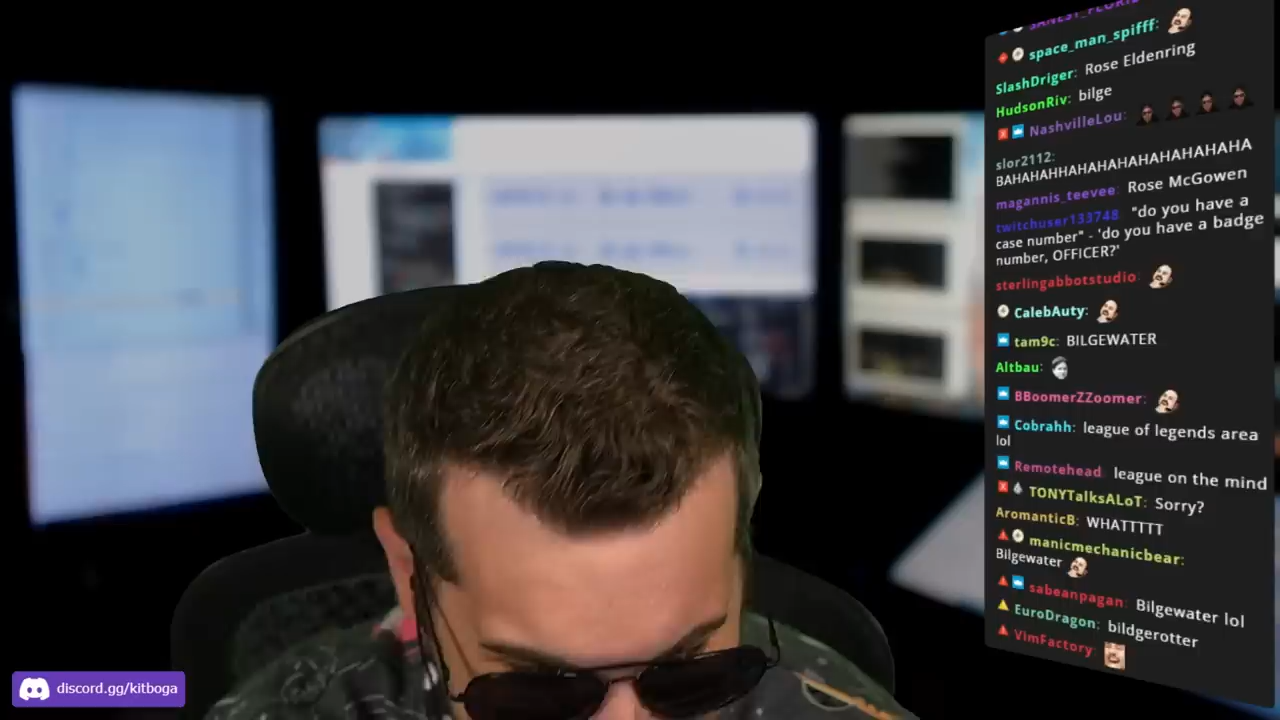 space_man_spifff:
SlashDriger: Rose Eldenring
HudsonRiv: bilge
NashvilleLou:
slor2112:
BAHAHHAHAHAHAHAHAHAHA
magannis_teevee: Rose McGowen
twitchuser133748 "do you have a
case number" - 'do you have a badge
number, OFFICER?'
sterlingabbotstudio:
CalebAuty:
tam9c: BILGEWATER
Altbau:
BBoomerZZoomer:
Cobrahh: league of legends area
lol
Remotehead league on the mind
TONYTalksALoT: Sorry?
AromanticB: WHATTTTT
manicmechanicbear:
Bilgewater
sabeanpagan: Bilgewater lol
EuroDragon: bildgerotter
VimFactory:
discord.gg/kitboga